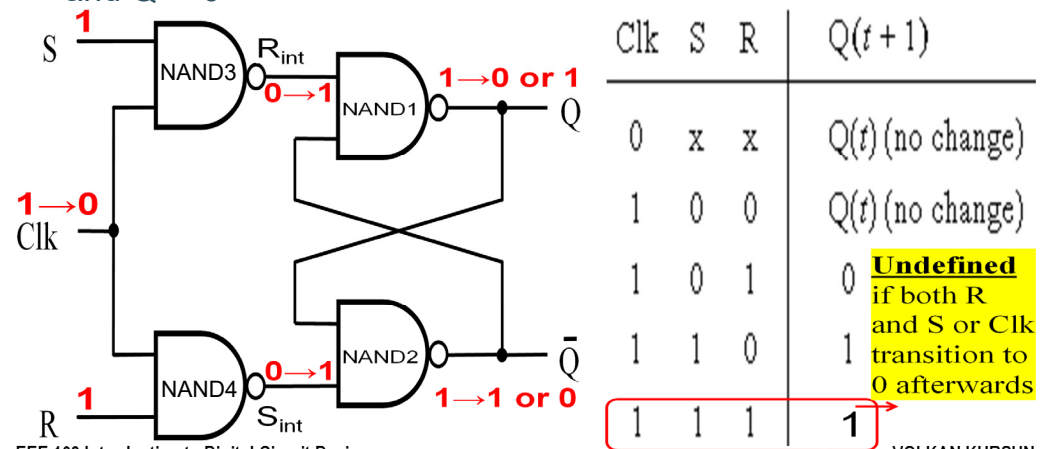 1
S
NAND3
R int
0→1
1→0 or 1
NAND1
Q
1→0
Clk
NAND4
1
R
0→1
S int
NAND2
Q̄
1→1 or 0
Clk S R Q(t + 1)
0 x x Q(t) (no change)
1 0 0 Q(t) (no change)
1 0 1 0
1 1 0 1
1 1 1 1 →
Undefined
if both R
and S or Clk
transition to
0 afterwards